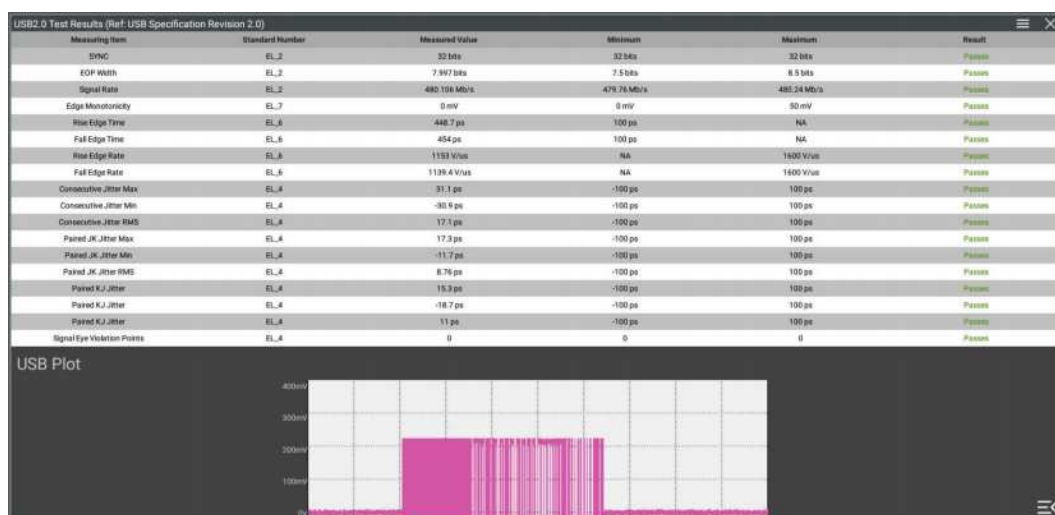 USB2.0 Test Results (Ref: USB Specification Revision 2.0)
Measuring Item Standard Number Measured Value Minimum Maximum Result
SYNC EL_2 32 bits 32 bits 32 bits Passes
EOP Width EL_2 7.997 bits 7.5 bits 8.5 bits Passes
Signal Rate EL_2 480.106 Mb/s 479.76 Mb/s 480.24 Mb/s Passes
Edge Monotonicity EL_7 0 mV 0 mV 50 mV Passes
Rise Edge Time EL_6 448.7 ps 100 ps NA Passes
Fall Edge Time EL_6 454 ps 100 ps NA Passes
Rise Edge Rate EL_6 1153 V/us NA 1600 V/us Passes
Fall Edge Rate EL_6 1139.4 V/us NA 1600 V/us Passes
Consecutive Jitter Max EL_4 31.1 ps -100 ps 100 ps Passes
Consecutive Jitter Min EL_4 -30.9 ps -100 ps 100 ps Passes
Consecutive Jitter RMS EL_4 17.1 ps -100 ps 100 ps Passes
Paired JK Jitter Max EL_4 17.3 ps -100 ps 100 ps Passes
Paired JK Jitter Min EL_4 -11.7 ps -100 ps 100 ps Passes
Paired JK Jitter RMS EL_4 8.76 ps -100 ps 100 ps Passes
Paired KJ Jitter EL_4 15.3 ps -100 ps 100 ps Passes
Paired KJ Jitter EL_4 -18.7 ps -100 ps 100 ps Passes
Paired KJ Jitter EL_4 11 ps -100 ps 100 ps Passes
Signal Eye Violation Points EL_4 0 0 0 Passes
USB Plot
400mV
300mV
200mV
100mV
0V